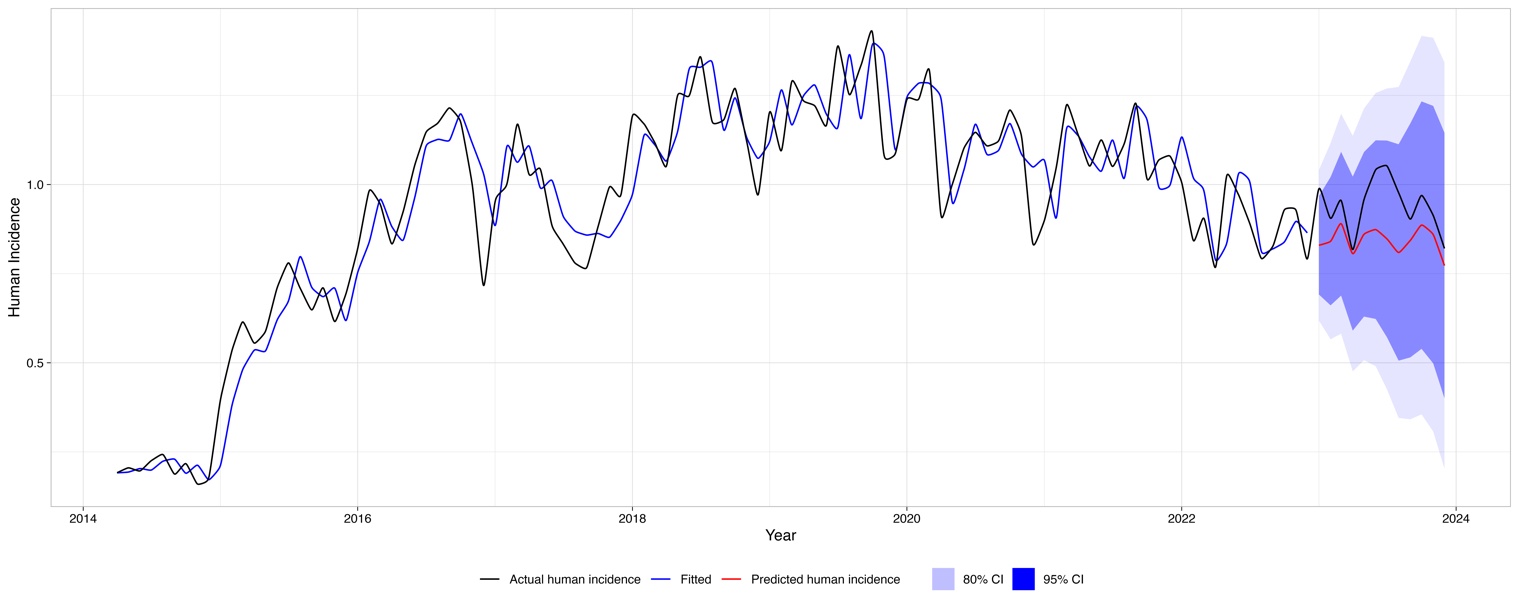 Human Incidence
1.0
0.5
2014 2016 2018 2020 2022 2024
Year
Actual human incidence Fitted Predicted human incidence 80% CI 95% CI